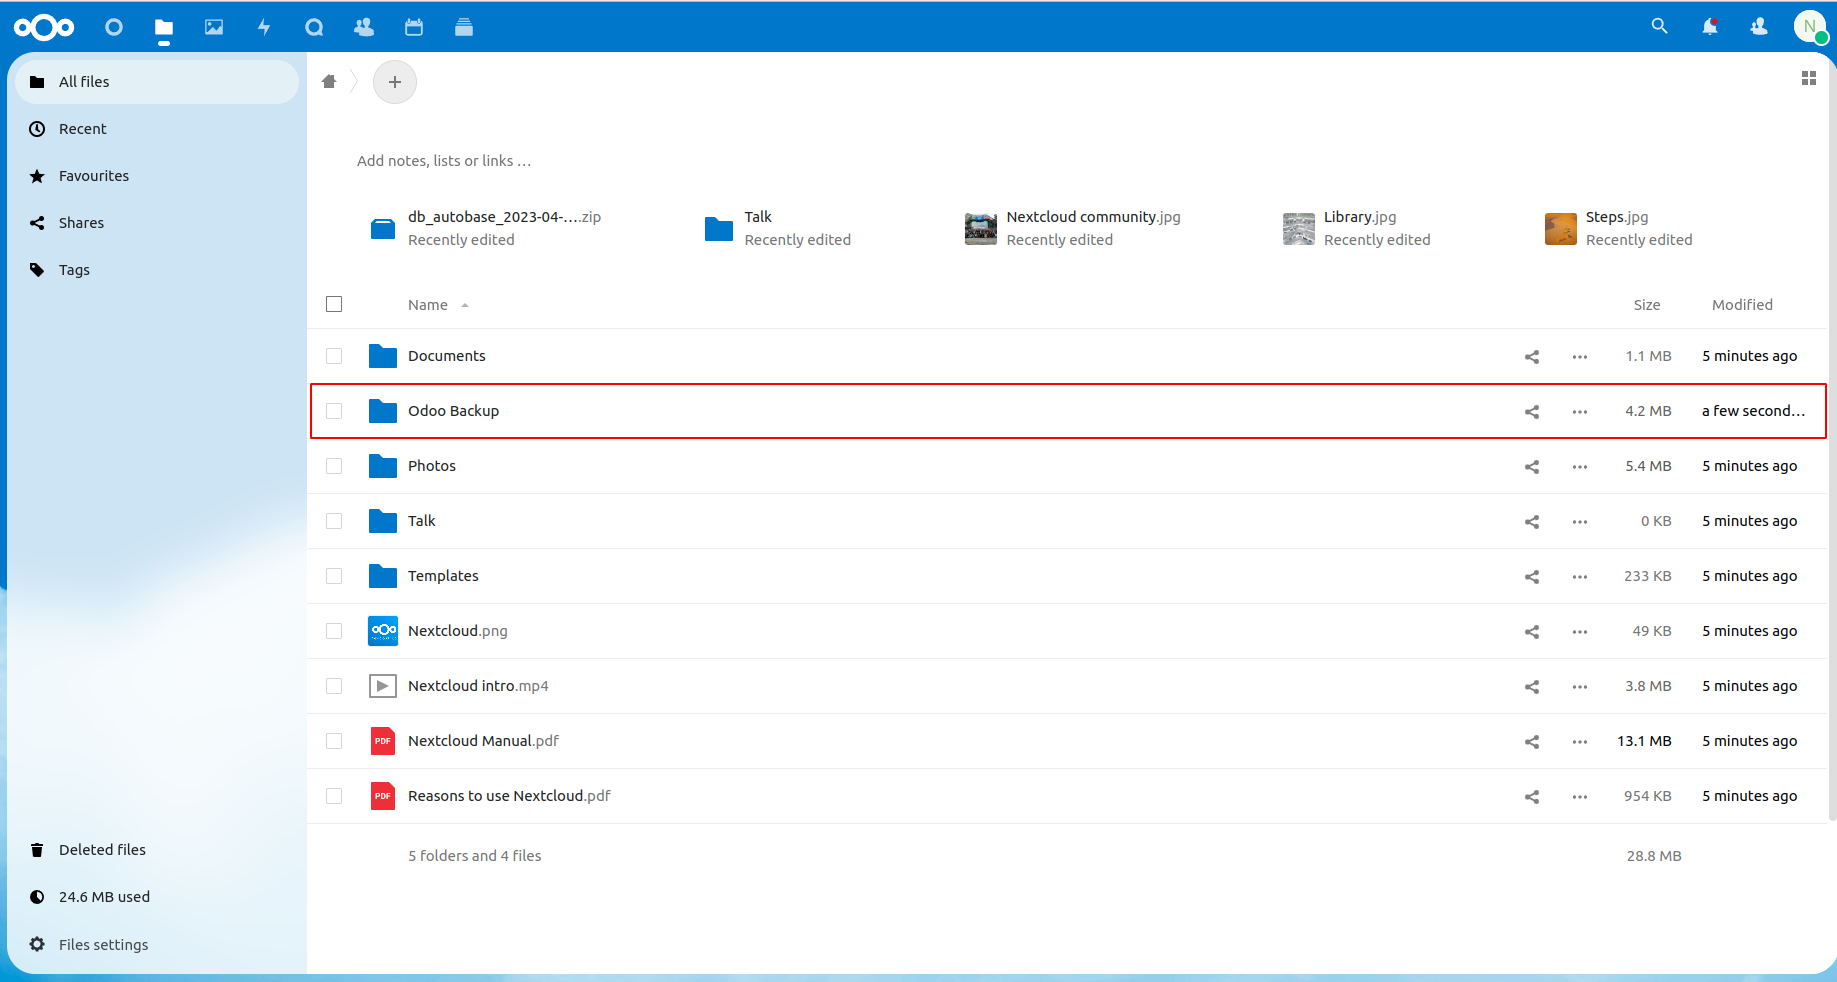 N
All files
Recent
Favourites
Shares
Tags
Add notes, lists or links …
db_autobase_2023-04-….zip
Recently edited
Talk
Recently edited
Nextcloud community.jpg
Recently edited
Library.jpg
Recently edited
Steps.jpg
Recently edited
Name Size Modified
Documents 1.1 MB 5 minutes ago
Odoo Backup 4.2 MB a few second…
Photos 5.4 MB 5 minutes ago
Talk 0 KB 5 minutes ago
Templates 233 KB 5 minutes ago
Nextcloud.png 49 KB 5 minutes ago
Nextcloud intro.mp4 3.8 MB 5 minutes ago
PDF Nextcloud Manual.pdf 13.1 MB 5 minutes ago
PDF Reasons to use Nextcloud.pdf 954 KB 5 minutes ago
5 folders and 4 files 28.8 MB
Deleted files
24.6 MB used
Files settings